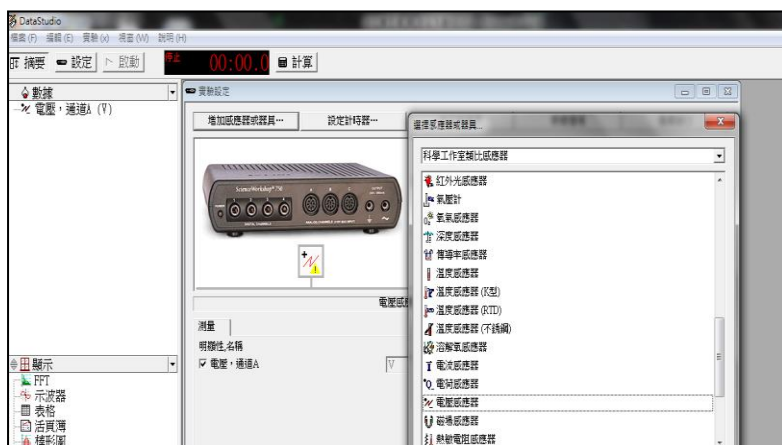 DataStudio
檔案(F) 編輯(E) 實驗(x) 視窗(W) 說明(H)
摘要 設定 啟動 停止 00:00.0 計算
數據
電壓,通道A (V)
實驗設定
增加感應器或器具… 設定計時器…
ScienceWorkshop 750
電壓感應
測量
明顯性,名稱
電壓,通道A V
顯示
FFT
示波器
表格
活頁簿
橢形圖
選擇感應器或器具...
科學工作室類比感應器
紅外光感應器
氣壓計
氧氣感應器
深度感應器
傳導率感應器
溫度感應器
溫度感應器 (K型)
溫度感應器 (RTD)
溫度感應器 (不銹鋼)
溶解氧感應器
電流感應器
電荷感應器
電壓感應器
磁場感應器
熱敏電阻感應器